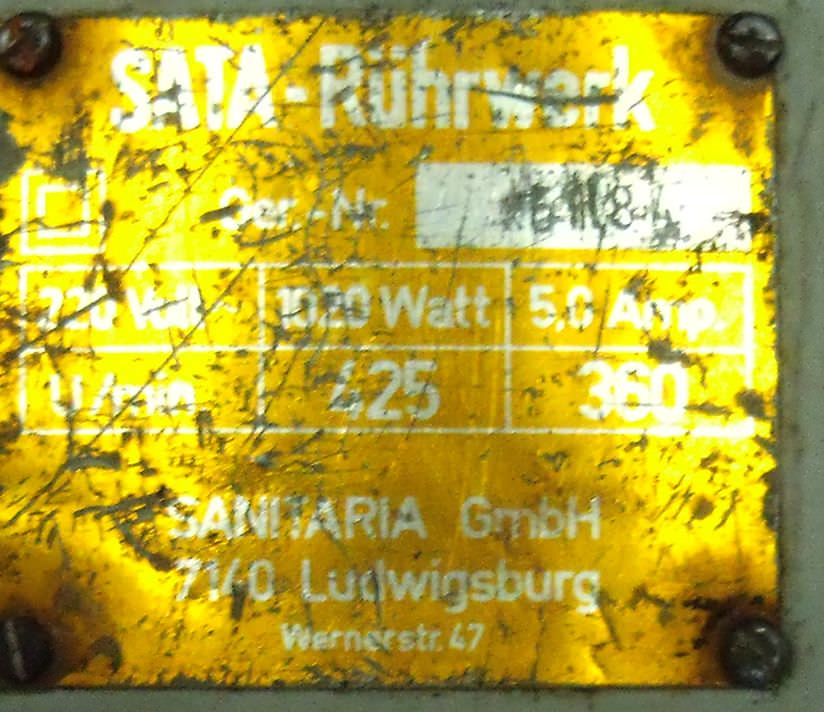 SATA-Rührwerk
Ser.-Nr.
220 Volt~ 1020 Watt 5,0 Amp.
U/min 425 360
SANITARIA GmbH
7140 Ludwigsburg
Wernerstr. 47